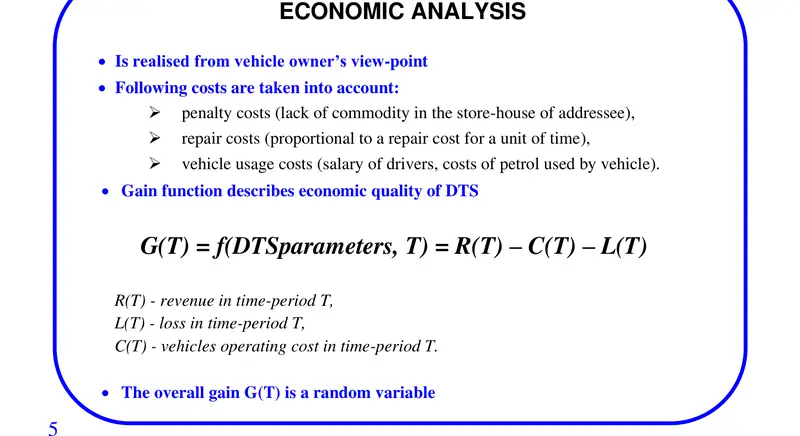 ECONOMIC ANALYSIS
• Is realised from vehicle owner’s view-point
• Following costs are taken into account:
➢ penalty costs (lack of commodity in the store-house of addressee),
➢ repair costs (proportional to a repair cost for a unit of time),
➢ vehicle usage costs (salary of drivers, costs of petrol used by vehicle).
• Gain function describes economic quality of DTS
G(T) = f(DTSparameters, T) = R(T) – C(T) – L(T)
R(T) - revenue in time-period T,
L(T) - loss in time-period T,
C(T) - vehicles operating cost in time-period T.
• The overall gain G(T) is a random variable
5